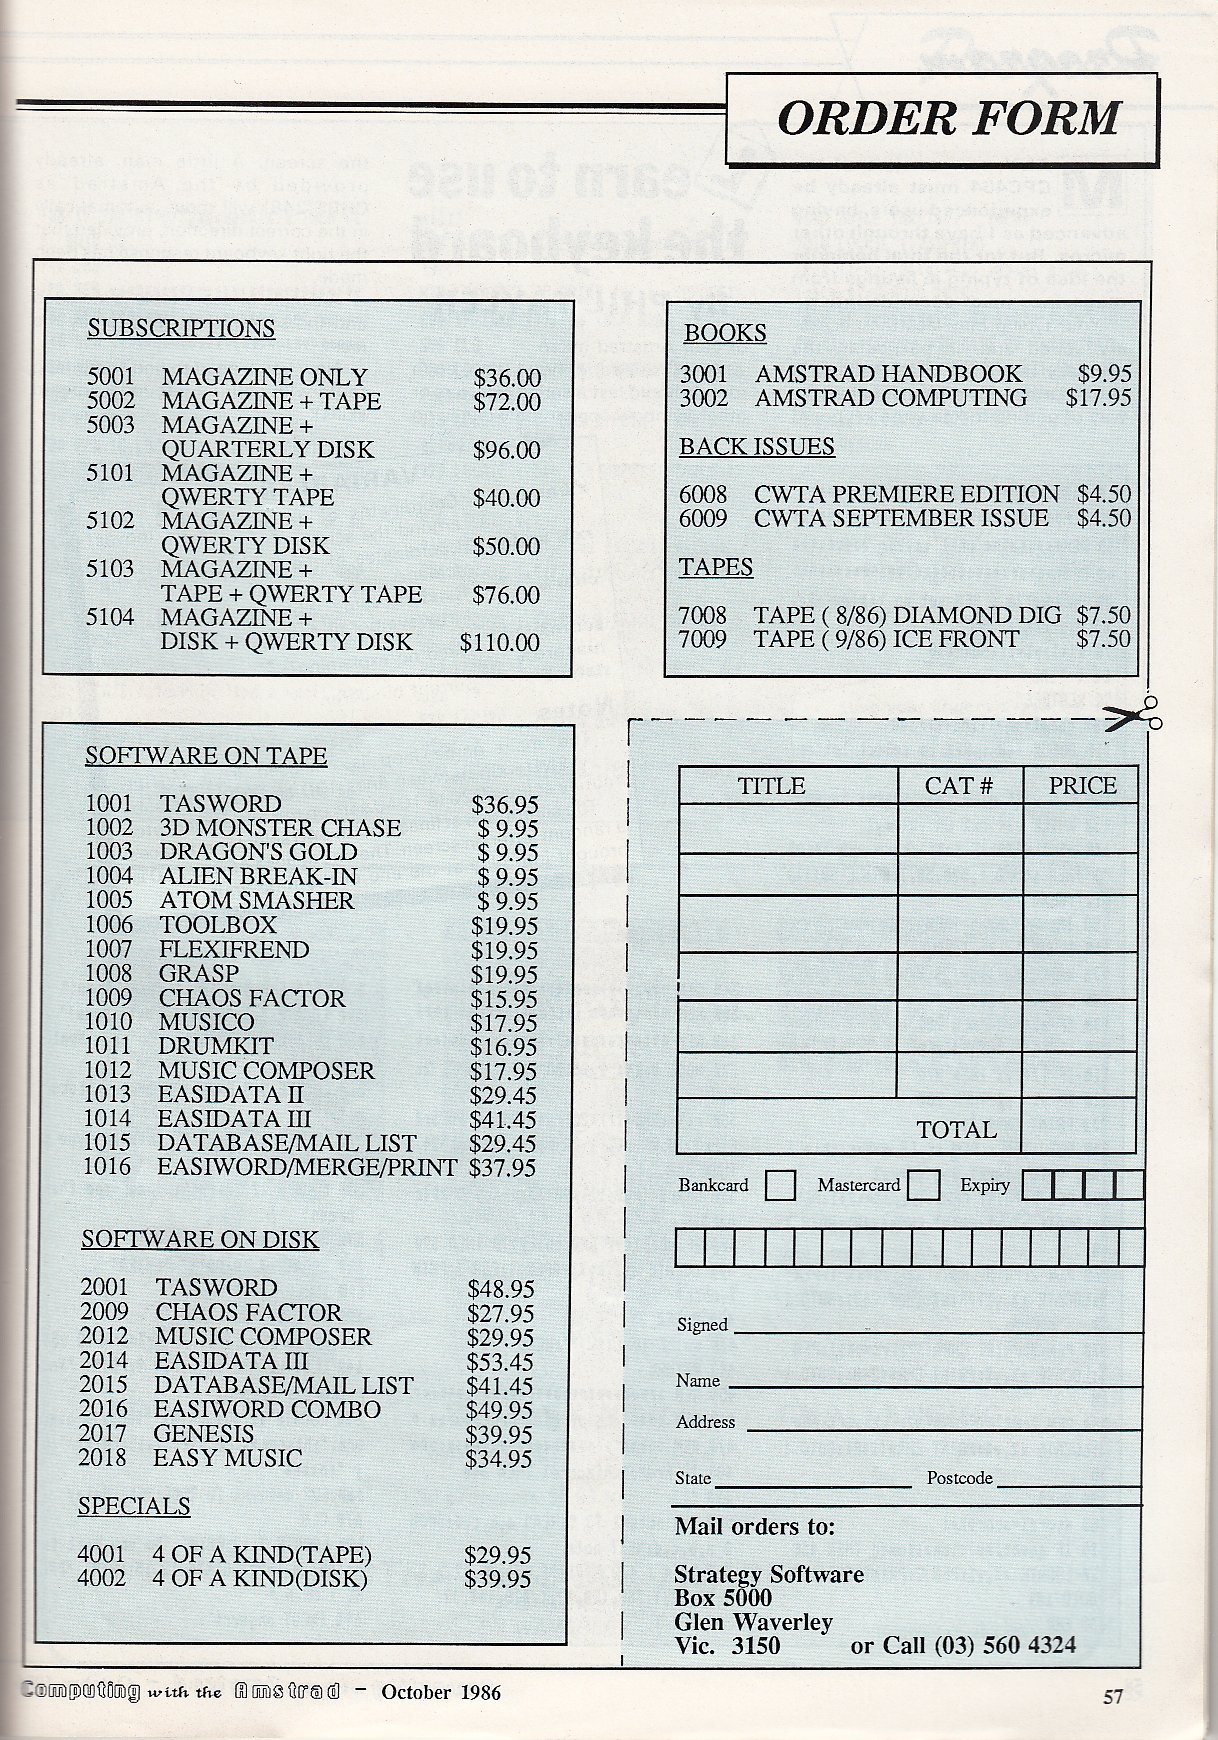 ORDER FORM
SUBSCRIPTIONS
5001 MAGAZINE ONLY $36.00
5002 MAGAZINE + TAPE $72.00
5003 MAGAZINE +
QUARTERLY DISK $96.00
5101 MAGAZINE +
QWERTY TAPE $40.00
5102 MAGAZINE +
QWERTY DISK $50.00
5103 MAGAZINE +
TAPE + QWERTY TAPE $76.00
5104 MAGAZINE +
DISK + QWERTY DISK $110.00
BOOKS
3001 AMSTRAD HANDBOOK $9.95
3002 AMSTRAD COMPUTING $17.95
BACK ISSUES
6008 CWTA PREMIERE EDITION $4.50
6009 CWTA SEPTEMBER ISSUE $4.50
TAPES
7008 TAPE ( 8/86) DIAMOND DIG $7.50
7009 TAPE ( 9/86) ICE FRONT $7.50
SOFTWARE ON TAPE
1001 TASWORD $36.95
1002 3D MONSTER CHASE $ 9.95
1003 DRAGON'S GOLD $ 9.95
1004 ALIEN BREAK-IN $ 9.95
1005 ATOM SMASHER $ 9.95
1006 TOOLBOX $19.95
1007 FLEXIFREND $19.95
1008 GRASP $19.95
1009 CHAOS FACTOR $15.95
1010 MUSICO $17.95
1011 DRUMKIT $16.95
1012 MUSIC COMPOSER $17.95
1013 EASIDATA II $29.45
1014 EASIDATA III $41.45
1015 DATABASE/MAIL LIST $29.45
1016 EASIWORD/MERGE/PRINT $37.95
SOFTWARE ON DISK
2001 TASWORD $48.95
2009 CHAOS FACTOR $27.95
2012 MUSIC COMPOSER $29.95
2014 EASIDATA III $53.45
2015 DATABASE/MAIL LIST $41.45
2016 EASIWORD COMBO $49.95
2017 GENESIS $39.95
2018 EASY MUSIC $34.95
SPECIALS
4001 4 OF A KIND(TAPE) $29.95
4002 4 OF A KIND(DISK) $39.95
TITLE CAT # PRICE
TOTAL
Bankcard Mastercard Expiry
Signed
Name
Address
State Postcode
Mail orders to:
Strategy Software
Box 5000
Glen Waverley
Vic. 3150 or Call (03) 560 4324
Computing with the Amstrad - October 1986
57